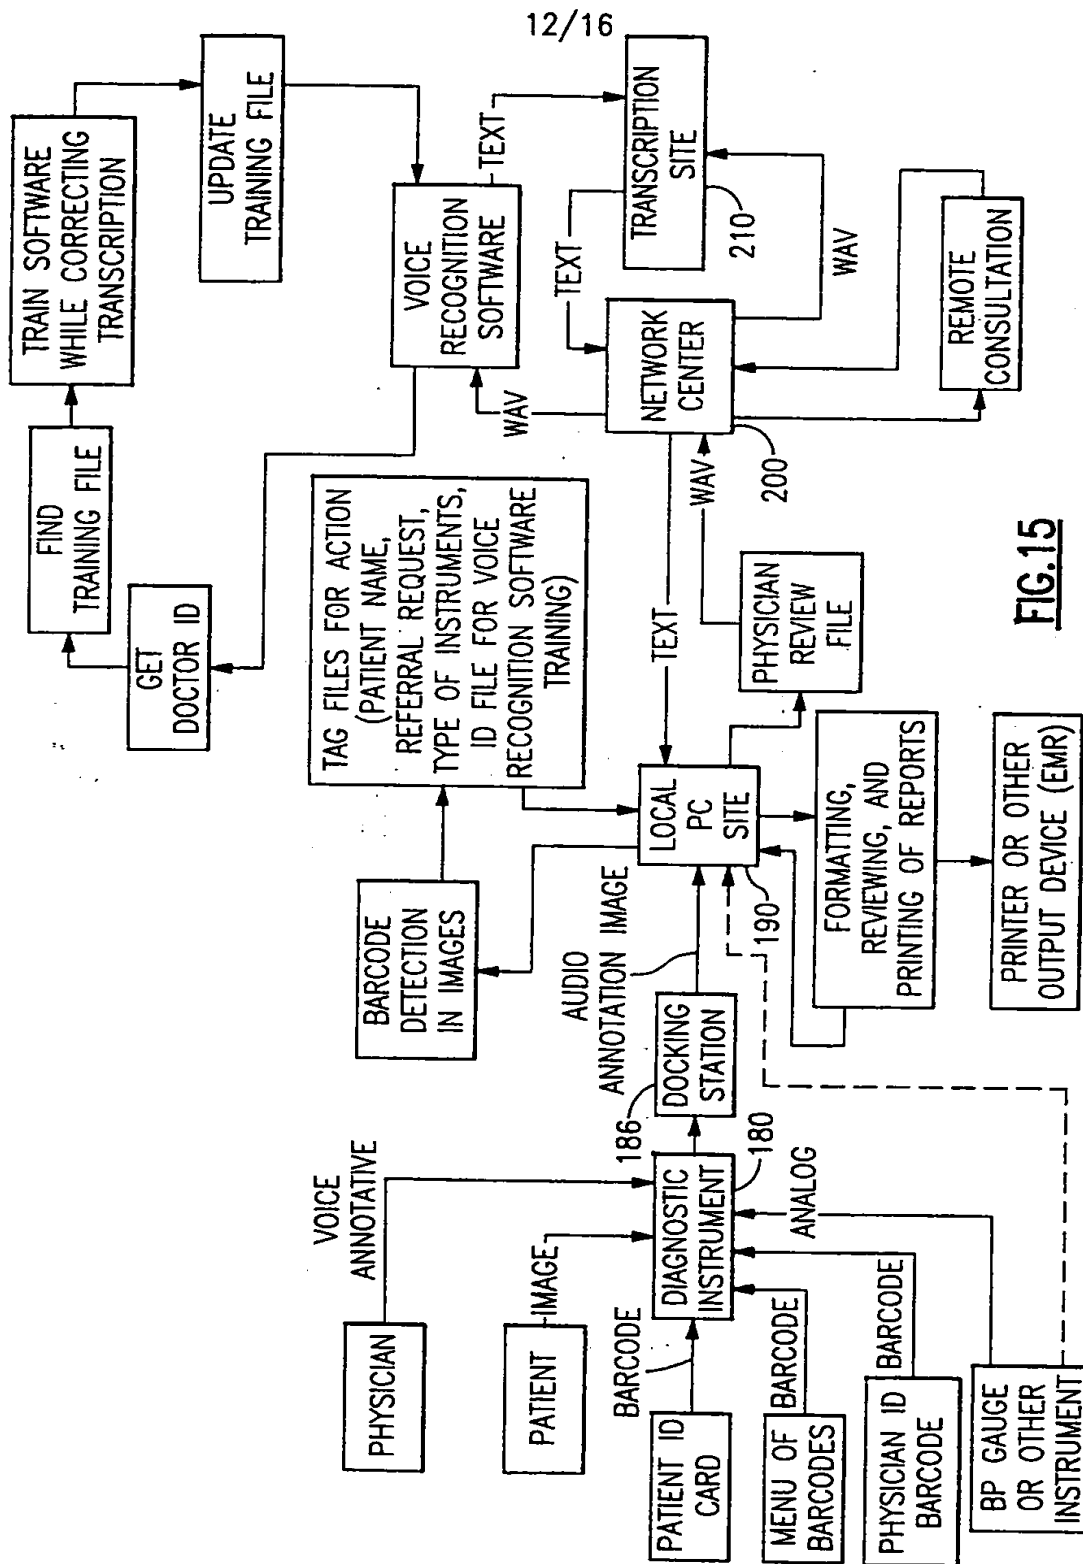 12/16
TRAIN SOFTWARE
WHILE CORRECTING
TRANSCRIPTION
UPDATE
TRAINING FILE
FIND
TRAINING FILE
GET
DOCTOR ID
VOICE
RECOGNITION
SOFTWARE
TEXT
TRANSCRIPTION
SITE
210
TEXT
WAV
NETWORK
CENTER
200
WAV
WAV
REMOTE
CONSULTATION
TAG FILES FOR ACTION
(PATIENT NAME,
REFERRAL REQUEST,
TYPE OF INSTRUMENTS,
ID FILE FOR VOICE
RECOGNITION SOFTWARE
TRAINING)
TEXT
PHYSICIAN
REVIEW
FILE
BARCODE
DETECTION
IN IMAGES
LOCAL
PC
SITE
190
AUDIO
ANNOTATION IMAGE
FORMATTING,
REVIEWING, AND
PRINTING OF REPORTS
PRINTER OR OTHER
OUTPUT DEVICE (EMR)
DOCKING
STATION
186
DIAGNOSTIC
INSTRUMENT
180
VOICE
ANNOTATIVE
IMAGE
BARCODE
BARCODE
BARCODE
ANALOG
PHYSICIAN
PATIENT
PATIENT ID
CARD
MENU OF
BARCODES
PHYSICIAN ID
BARCODE
BP GAUGE
OR OTHER
INSTRUMENT
FIG.15